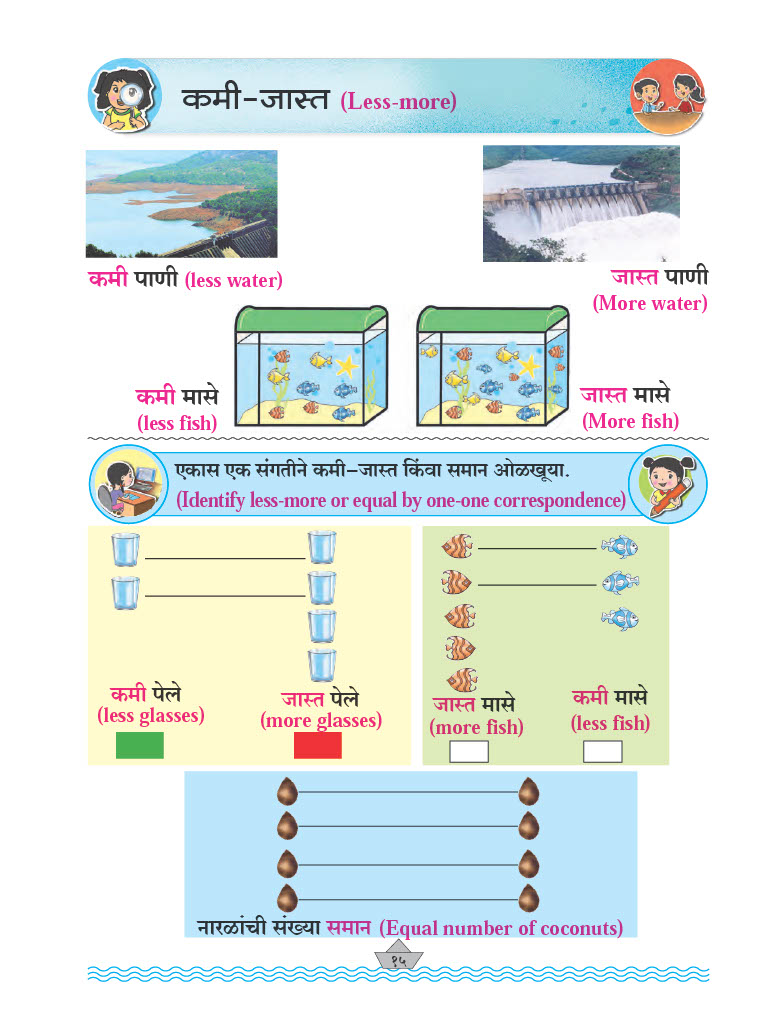 कमी-जास्त (Less-more)
कमी पाणी (less water)
जास्त पाणी
(More water)
कमी मासे
(less fish)
जास्त मासे
(More fish)
एकास एक संगतीने कमी-जास्त किंवा समान ओळखूया.
(Identify less-more or equal by one-one correspondence)
कमी पेले
(less glasses)
जास्त पेले
(more glasses)
जास्त मासे
(more fish)
कमी मासे
(less fish)
नारळांची संख्या समान (Equal number of coconuts)
१५